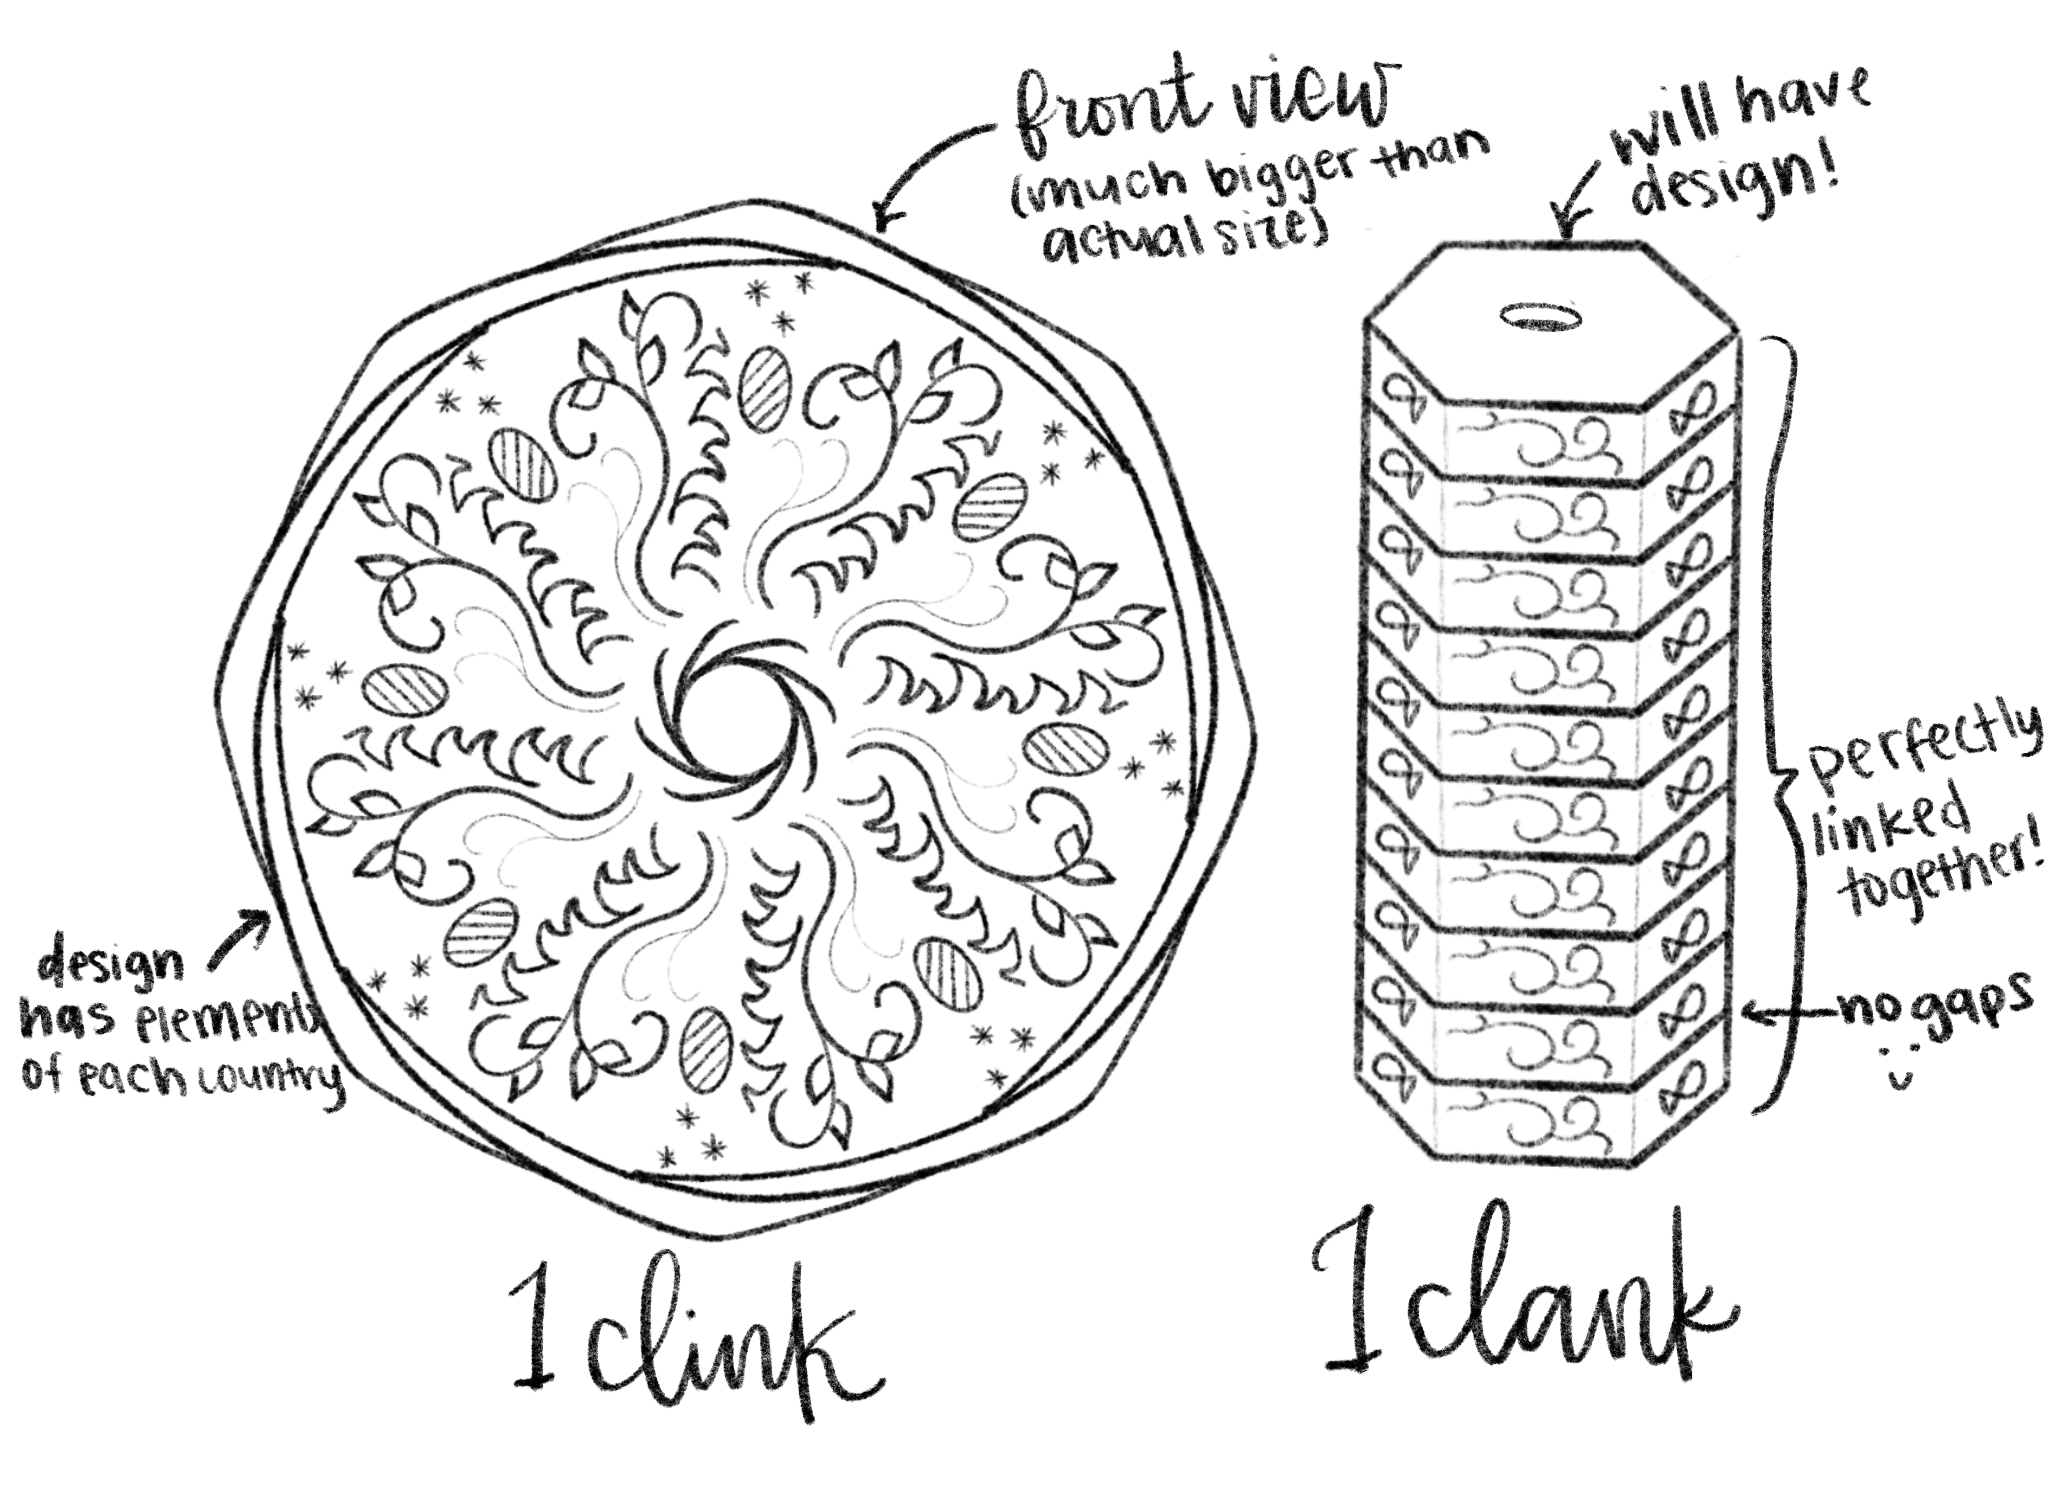 front view
(much bigger than
actual size)
will have
design!
perfectly
linked
together!
no gaps
design
has elements
of each country
1 clink
1 clank